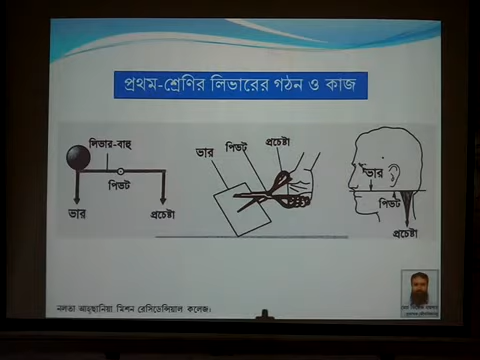 প্রথম-শ্রেণির লিভারের গঠন ও কাজ
লিভার-বাহু
পিভট
ভার
প্রচেষ্টা
ভার
পিভট
প্রচেষ্টা
ভার
পিভট
প্রচেষ্টা
নলতা আহ্ছানিয়া মিশন রেসিডেন্সিয়াল কলেজ।